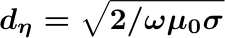 d_η = √2/ωμ₀σ